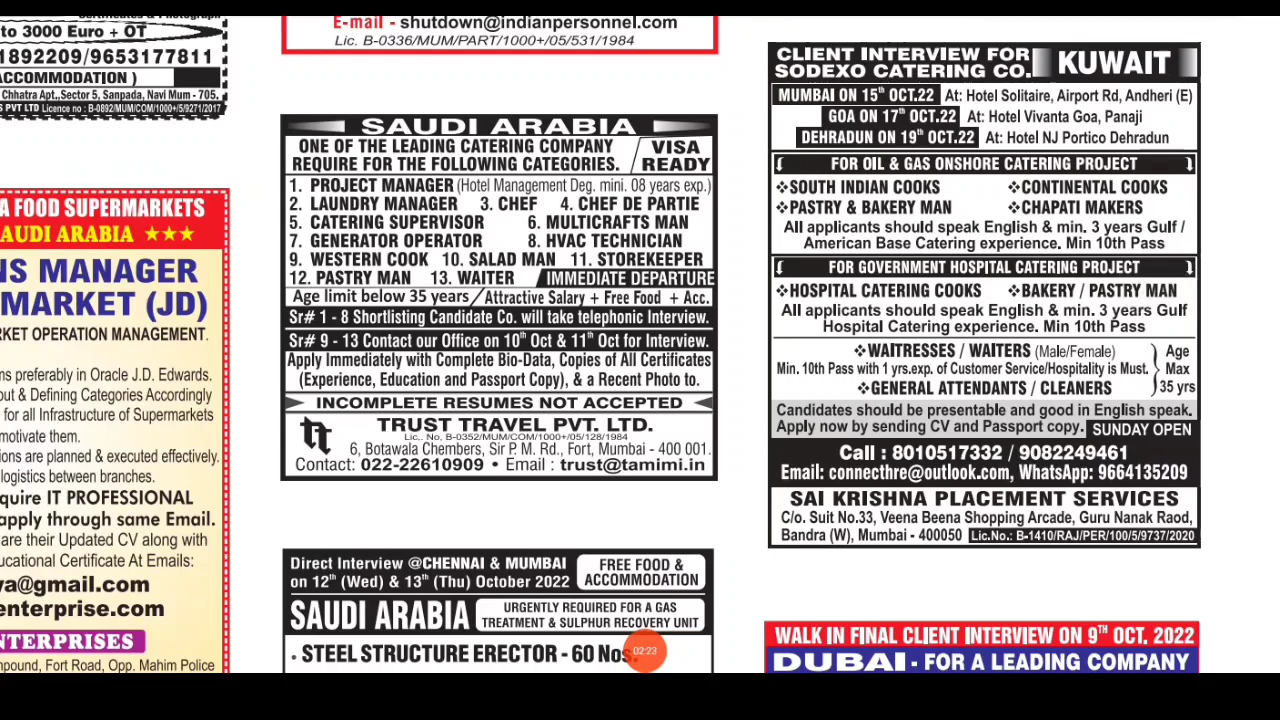 Certificates & Photograph
to 3000 Euro + OT
1892209/9653177811
ACCOMMODATION )
Chhatra Apt.,Sector 5, Sanpada, Navi Mum - 705.
S PVT LTD Licence no : B-0892/MUM/COM/1000+/5/9271/2017
A FOOD SUPERMARKETS
AUDI ARABIA ★★★
NS MANAGER
MARKET (JD)
RKET OPERATION MANAGEMENT.
ns preferably in Oracle J.D. Edwards.
out & Defining Categories Accordingly
for all Infrastructure of Supermarkets
motivate them.
ions are planned & executed effectively.
logistics between branches.
quire IT PROFESSIONAL
apply through same Email.
are their Updated CV along with
ucational Certificate At Emails:
ya@gmail.com
enterprise.com
NTERPRISES
mpound, Fort Road, Opp. Mahim Police
E-mail - shutdown@indianpersonnel.com
Lic. B-0336/MUM/PART/1000+/05/531/1984
SAUDI ARABIA
ONE OF THE LEADING CATERING COMPANY
REQUIRE FOR THE FOLLOWING CATEGORIES.
VISA
READY
1. PROJECT MANAGER (Hotel Management Deg. mini. 08 years exp.)
2. LAUNDRY MANAGER 3. CHEF 4. CHEF DE PARTIE
5. CATERING SUPERVISOR 6. MULTICRAFTS MAN
7. GENERATOR OPERATOR 8. HVAC TECHNICIAN
9. WESTERN COOK 10. SALAD MAN 11. STOREKEEPER
12. PASTRY MAN 13. WAITER IMMEDIATE DEPARTURE
Age limit below 35 years / Attractive Salary + Free Food + Acc.
Sr# 1 - 8 Shortlisting Candidate Co. will take telephonic Interview.
Sr# 9 - 13 Contact our Office on 10th Oct & 11th Oct for Interview.
Apply Immediately with Complete Bio-Data, Copies of All Certificates
(Experience, Education and Passport Copy), & a Recent Photo to.
INCOMPLETE RESUMES NOT ACCEPTED
tt TRUST TRAVEL PVT. LTD.
Lic., No, B-0352/MUM/COM/1000+/05/128/1984
6, Botawala Chembers, Sir P. M. Rd., Fort, Mumbai - 400 001.
Contact: 022-22610909 • Email : trust@tamimi.in
Direct Interview @CHENNAI & MUMBAI
on 12th (Wed) & 13th (Thu) October 2022
FREE FOOD &
ACCOMMODATION
SAUDI ARABIA
URGENTLY REQUIRED FOR A GAS
TREATMENT & SULPHUR RECOVERY UNIT
• STEEL STRUCTURE ERECTOR - 60 Nos.
02:23
CLIENT INTERVIEW FOR
SODEXO CATERING CO.
KUWAIT
MUMBAI ON 15th OCT.22 At: Hotel Solitaire, Airport Rd, Andheri (E)
GOA ON 17th OCT.22 At: Hotel Vivanta Goa, Panaji
DEHRADUN ON 19th OCT.22 At: Hotel NJ Portico Dehradun
FOR OIL & GAS ONSHORE CATERING PROJECT
❖SOUTH INDIAN COOKS ❖CONTINENTAL COOKS
❖PASTRY & BAKERY MAN ❖CHAPATI MAKERS
All applicants should speak English & min. 3 years Gulf /
American Base Catering experience. Min 10th Pass
FOR GOVERNMENT HOSPITAL CATERING PROJECT
❖HOSPITAL CATERING COOKS ❖BAKERY / PASTRY MAN
All applicants should speak English & min. 3 years Gulf
Hospital Catering experience. Min 10th Pass
❖WAITRESSES / WAITERS (Male/Female)
Min. 10th Pass with 1 yrs.exp. of Customer Service/Hospitality is Must.
❖GENERAL ATTENDANTS / CLEANERS
Age
Max
35 yrs
Candidates should be presentable and good in English speak.
Apply now by sending CV and Passport copy. SUNDAY OPEN
Call : 8010517332 / 9082249461
Email: connecthre@outlook.com, WhatsApp: 9664135209
SAI KRISHNA PLACEMENT SERVICES
C/o. Suit No.33, Veena Beena Shopping Arcade, Guru Nanak Raod,
Bandra (W), Mumbai - 400050 Lic.No.: B-1410/RAJ/PER/100/5/9737/2020
WALK IN FINAL CLIENT INTERVIEW ON 9TH OCT. 2022
DUBAI - FOR A LEADING COMPANY